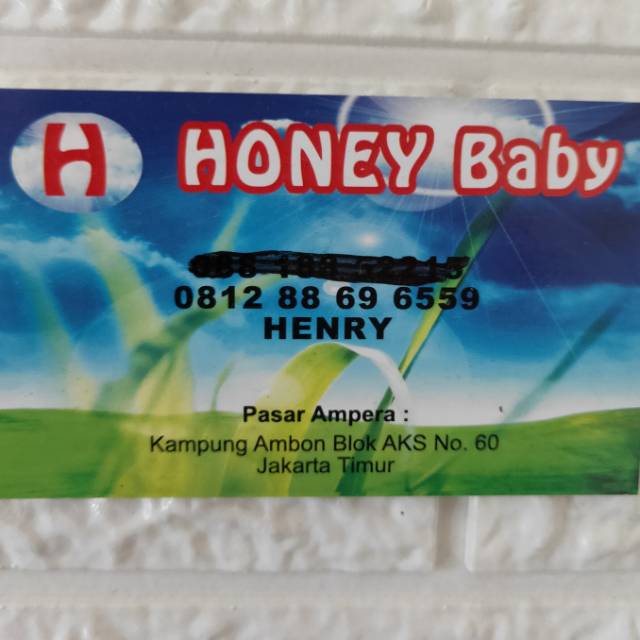 H HONEY Baby
0812 88 69 6559
HENRY
Pasar Ampera :
Kampung Ambon Blok AKS No. 60
Jakarta Timur